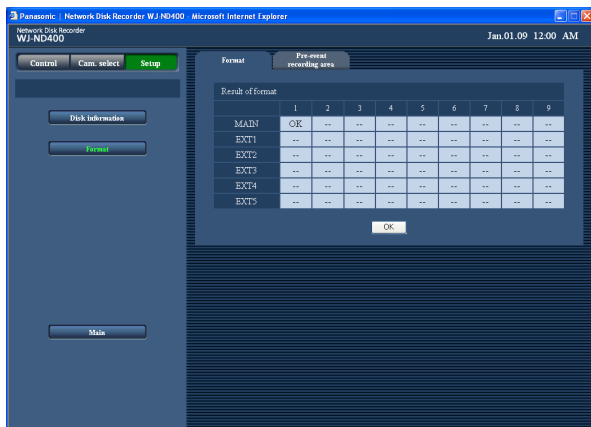 Panasonic | Network Disk Recorder WJ-ND400 - Microsoft Internet Explorer
Network Disk Recorder
WJ-ND400
Jan.01.09 12:00 AM
Control Cam. select Setup
Format
Pre-event
recording area
Result of format
1 2 3 4 5 6 7 8 9
MAIN OK -- -- -- -- -- -- -- --
EXT1 -- -- -- -- -- -- -- -- --
EXT2 -- -- -- -- -- -- -- -- --
EXT3 -- -- -- -- -- -- -- -- --
EXT4 -- -- -- -- -- -- -- -- --
EXT5 -- -- -- -- -- -- -- -- --
OK
Disk information
Format
Main